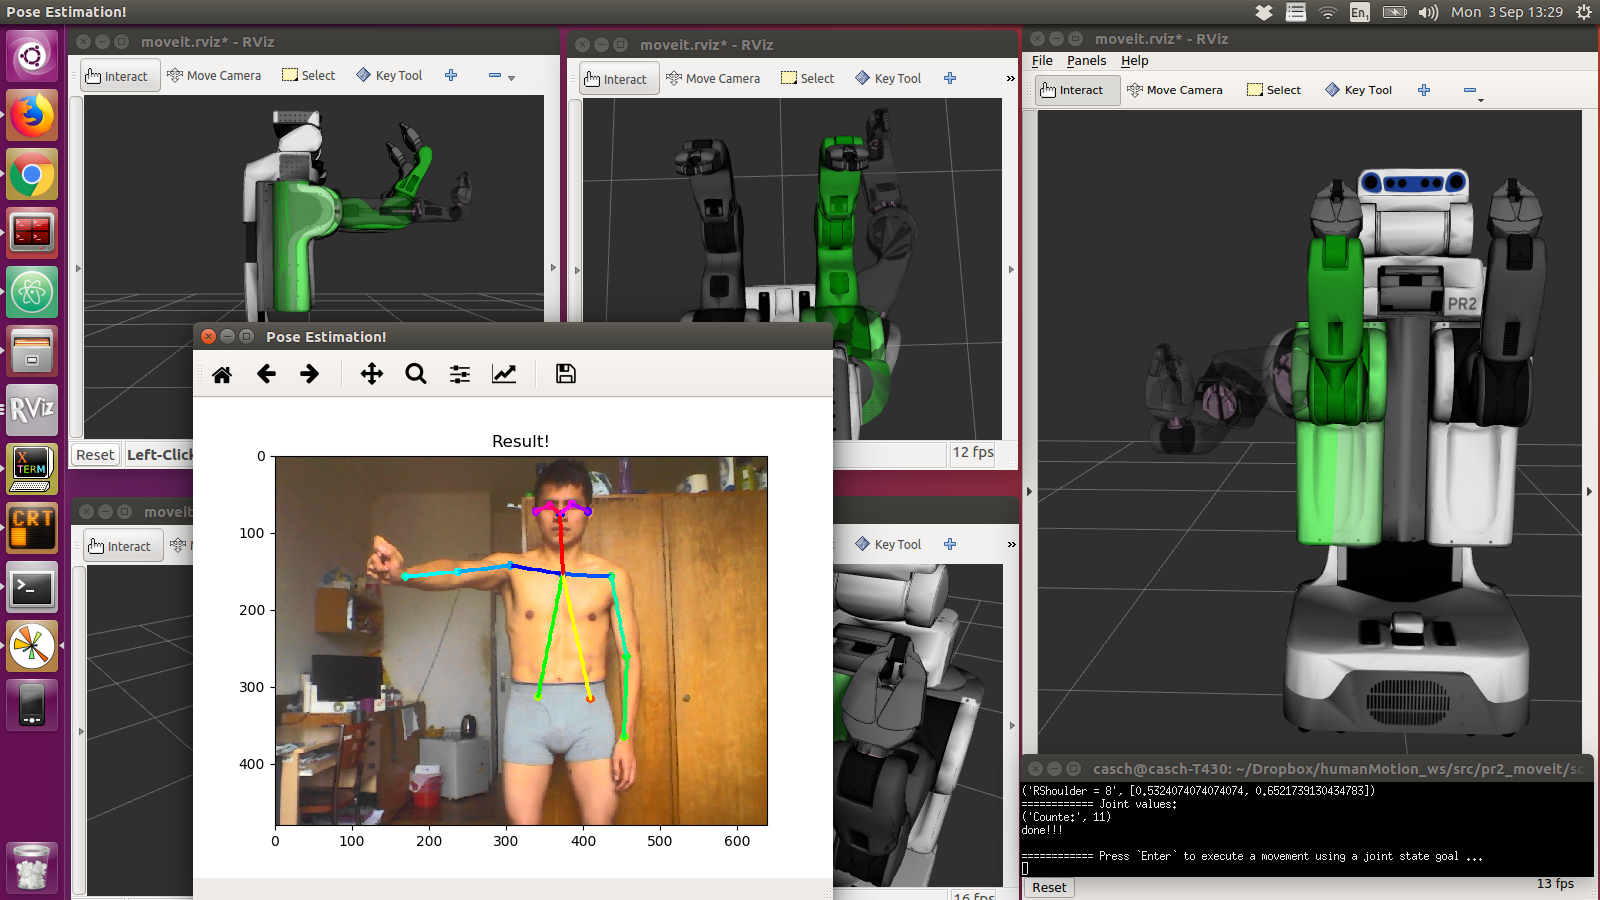 Pose Estimation!
En1
Mon 3 Sep 13:29
moveit.rviz* - RViz
Interact
Move Camera
Select
Key Tool
moveit.rviz* - RViz
Interact
Move Camera
Select
Key Tool
»
moveit.rviz* - RViz
File Panels Help
Interact
Move Camera
Select
Key Tool
PR2
RViz
X
TERM
CRT
>_
Reset
Left-Click
12 fps
moveit
Interact
Key Tool
»
16 fps
Pose Estimation!
Result!
0
100
200
300
400
0 100 200 300 400 500 600
casch@casch-T430: ~/Dropbox/humanMotion_ws/src/pr2_moveit/sc
('RShoulder = 8', [0.5324074074074074, 0.6521739130434783])
============ Joint values:
('Counte:', 11)
done!!!
============ Press `Enter` to execute a movement using a joint state goal ...
Reset
13 fps